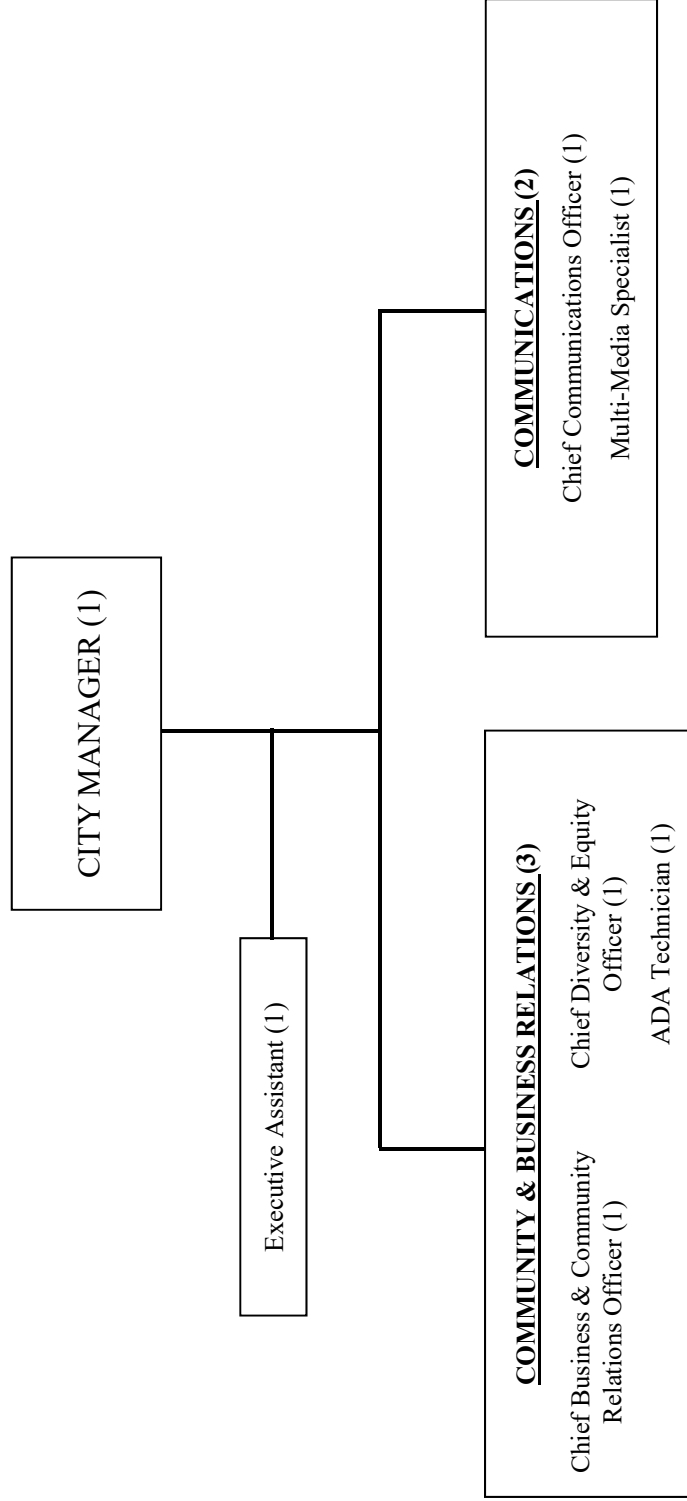 CITY MANAGER (1)
Executive Assistant (1)
COMMUNITY & BUSINESS RELATIONS (3)
Chief Business & Community
Relations Officer (1)
Chief Diversity & Equity
Officer (1)
ADA Technician (1)
COMMUNICATIONS (2)
Chief Communications Officer (1)
Multi-Media Specialist (1)